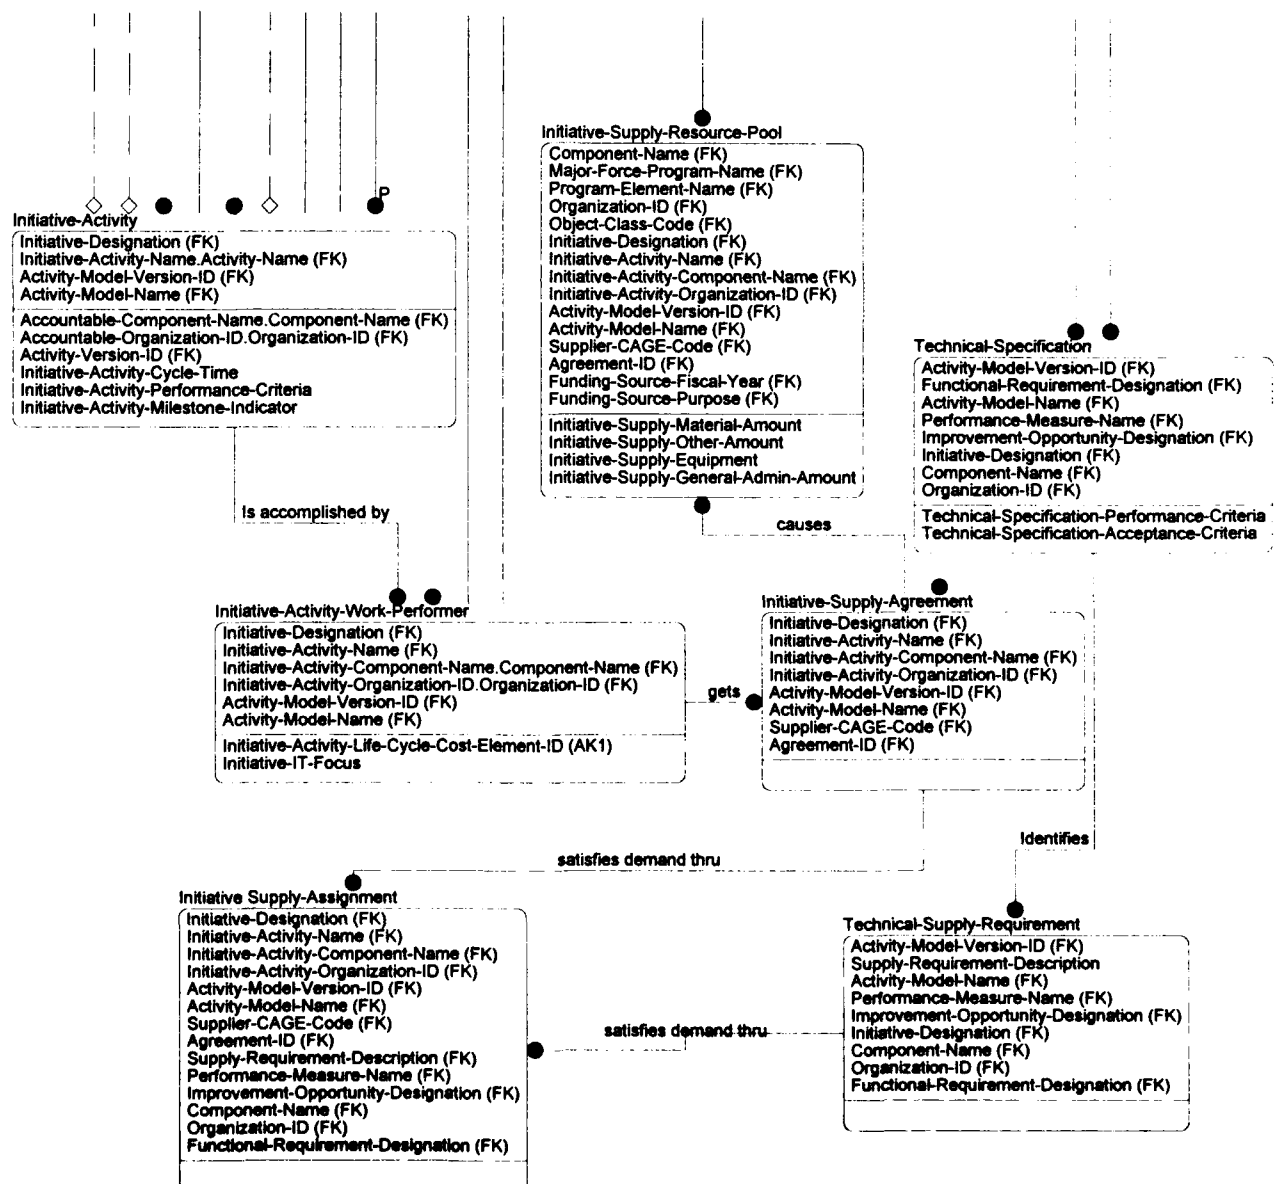 Initiative-Supply-Resource-Pool
Component-Name (FK)
Major-Force-Program-Name (FK)
Program-Element-Name (FK)
Organization-ID (FK)
Object-Class-Code (FK)
Initiative-Designation (FK)
Initiative-Activity-Name (FK)
Initiative-Activity-Component-Name (FK)
Initiative-Activity-Organization-ID (FK)
Activity-Model-Version-ID (FK)
Activity-Model-Name (FK)
Supplier-CAGE-Code (FK)
Agreement-ID (FK)
Funding-Source-Fiscal-Year (FK)
Funding-Source-Purpose (FK)
Initiative-Supply-Material-Amount
Initiative-Supply-Other-Amount
Initiative-Supply-Equipment
Initiative-Supply-General-Admin-Amount
P
Initiative-Activity
Initiative-Designation (FK)
Initiative-Activity-Name.Activity-Name (FK)
Activity-Model-Version-ID (FK)
Activity-Model-Name (FK)
Accountable-Component-Name.Component-Name (FK)
Accountable-Organization-ID.Organization-ID (FK)
Activity-Version-ID (FK)
Initiative-Activity-Cycle-Time
Initiative-Activity-Performance-Criteria
Initiative-Activity-Milestone-Indicator
Technical-Specification
Activity-Model-Version-ID (FK)
Functional-Requirement-Designation (FK)
Activity-Model-Name (FK)
Performance-Measure-Name (FK)
Improvement-Opportunity-Designation (FK)
Initiative-Designation (FK)
Component-Name (FK)
Organization-ID (FK)
Technical-Specification-Performance-Criteria
Technical-Specification-Acceptance-Criteria
Is accomplished by
causes
Initiative-Activity-Work-Performer
Initiative-Designation (FK)
Initiative-Activity-Name (FK)
Initiative-Activity-Component-Name.Component-Name (FK)
Initiative-Activity-Organization-ID.Organization-ID (FK)
Activity-Model-Version-ID (FK)
Activity-Model-Name (FK)
Initiative-Activity-Life-Cycle-Cost-Element-ID (AK1)
Initiative-IT-Focus
gets
Initiative-Supply-Agreement
Initiative-Designation (FK)
Initiative-Activity-Name (FK)
Initiative-Activity-Component-Name (FK)
Initiative-Activity-Organization-ID (FK)
Activity-Model-Version-ID (FK)
Activity-Model-Name (FK)
Supplier-CAGE-Code (FK)
Agreement-ID (FK)
Identifies
satisfies demand thru
Initiative Supply-Assignment
Initiative-Designation (FK)
Initiative-Activity-Name (FK)
Initiative-Activity-Component-Name (FK)
Initiative-Activity-Organization-ID (FK)
Activity-Model-Version-ID (FK)
Activity-Model-Name (FK)
Supplier-CAGE-Code (FK)
Agreement-ID (FK)
Supply-Requirement-Description (FK)
Performance-Measure-Name (FK)
Improvement-Opportunity-Designation (FK)
Component-Name (FK)
Organization-ID (FK)
Functional-Requirement-Designation (FK)
satisfies demand thru
Technical-Supply-Requirement
Activity-Model-Version-ID (FK)
Supply-Requirement-Description
Activity-Model-Name (FK)
Performance-Measure-Name (FK)
Improvement-Opportunity-Designation (FK)
Initiative-Designation (FK)
Component-Name (FK)
Organization-ID (FK)
Functional-Requirement-Designation (FK)